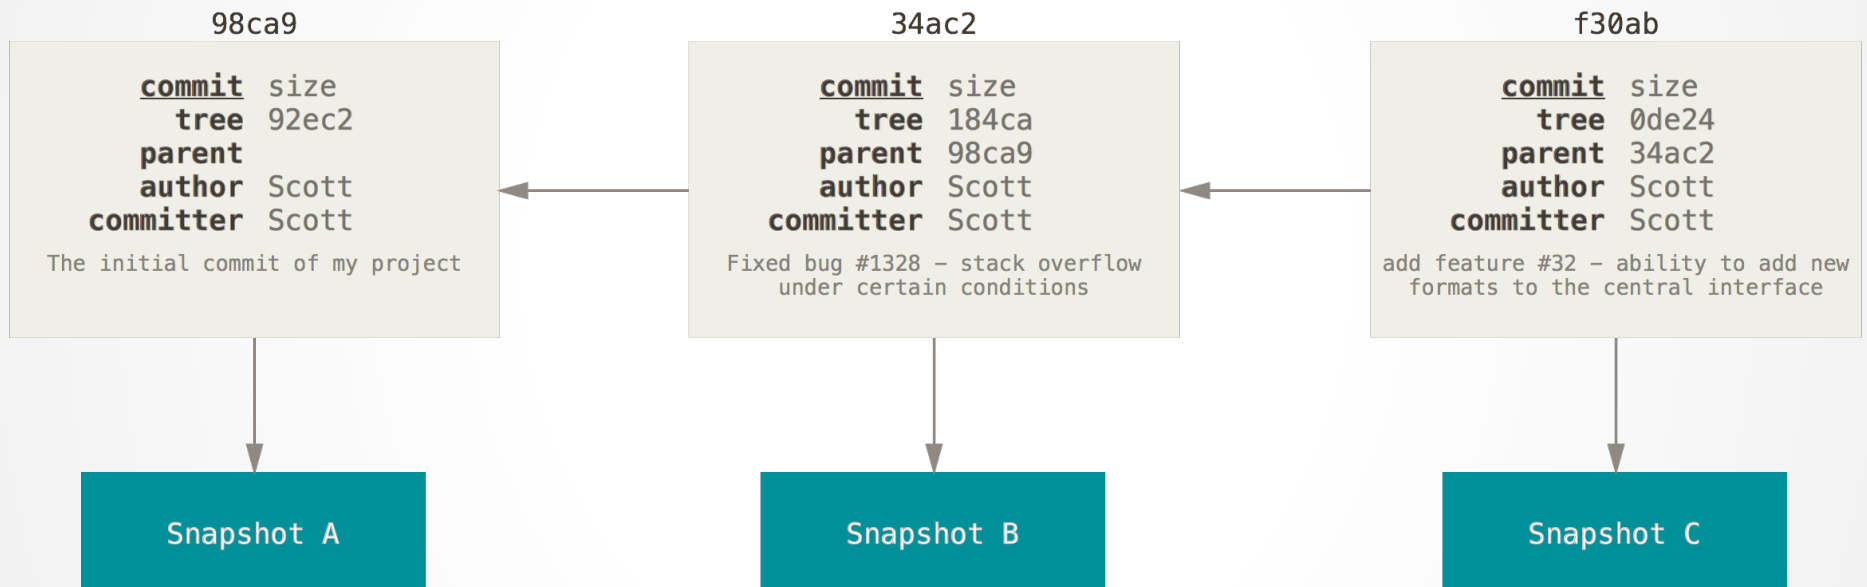 98ca9
commit size
tree 92ec2
parent
author Scott
committer Scott
The initial commit of my project
Snapshot A
34ac2
commit size
tree 184ca
parent 98ca9
author Scott
committer Scott
Fixed bug #1328 – stack overflow
under certain conditions
Snapshot B
f30ab
commit size
tree 0de24
parent 34ac2
author Scott
committer Scott
add feature #32 – ability to add new
formats to the central interface
Snapshot C